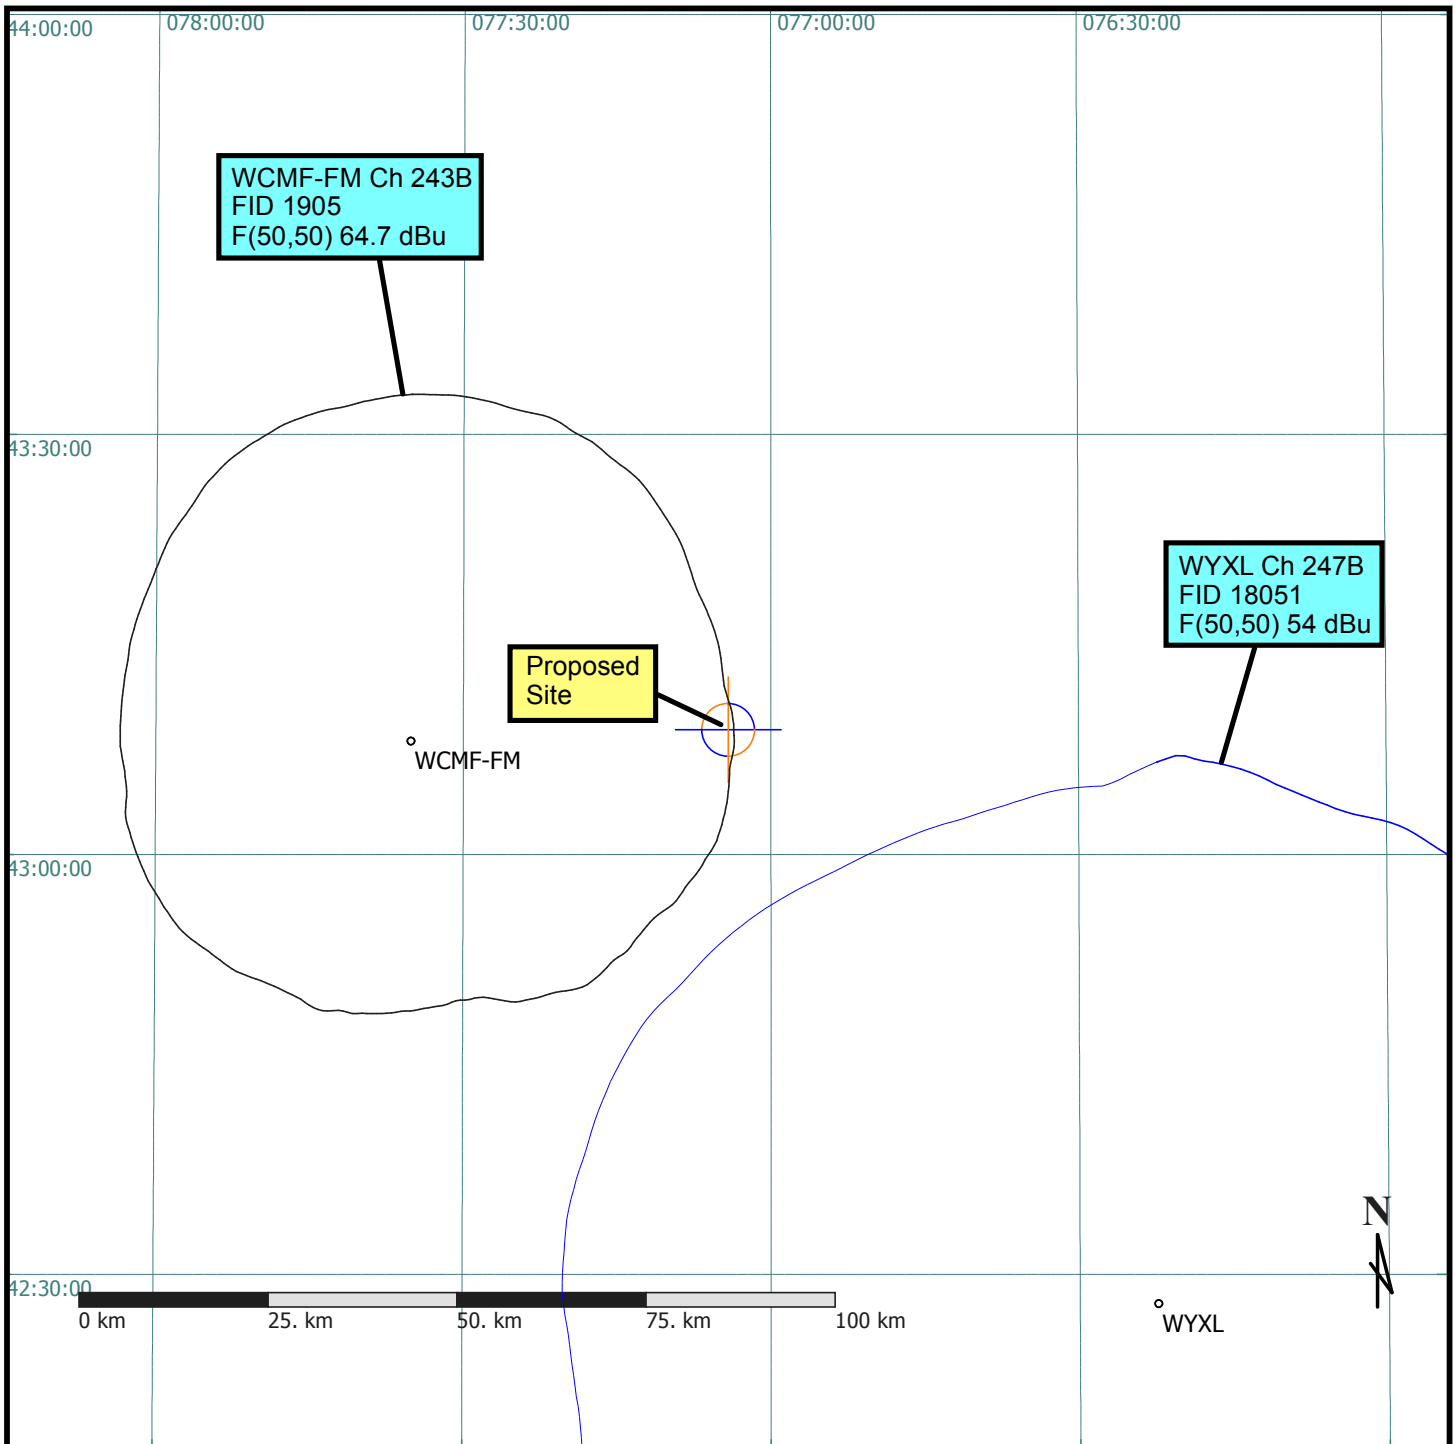 44:00:00
078:00:00
077:30:00
077:00:00
076:30:00
WCMF-FM Ch 243B
FID 1905
F(50,50) 64.7 dBu
43:30:00
WYXL Ch 247B
FID 18051
F(50,50) 54 dBu
Proposed
Site
WCMF-FM
43:00:00
N
42:30:00
0 km
25. km
50. km
75. km
100 km
WYXL